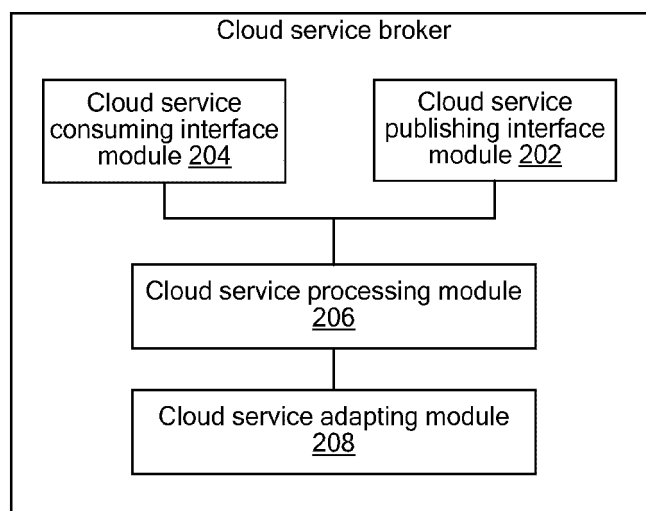 Cloud service broker
Cloud service
consuming interface
module 204
Cloud service
publishing interface
module 202
Cloud service processing module
206
Cloud service adapting module
208